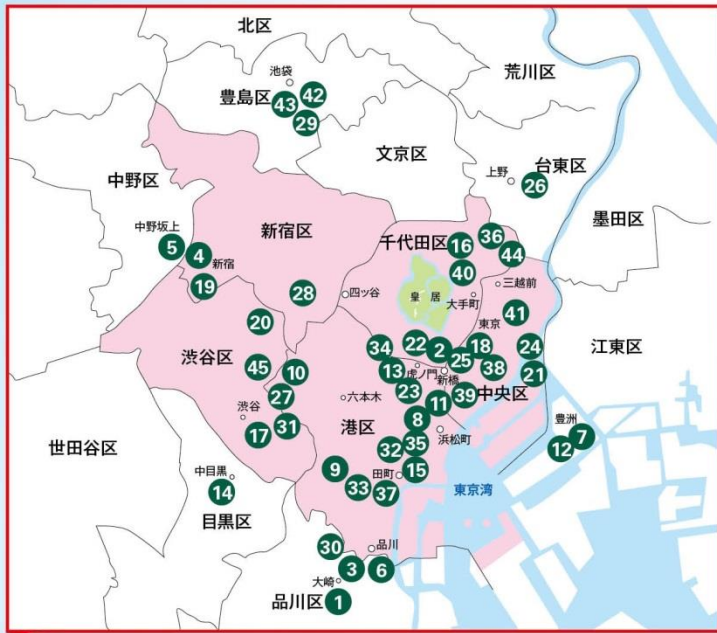 北区
荒川区
池袋
豊島区
42
43
29
文京区
上野
台東区
26
中野区
墨田区
中野坂上
5
4
新宿
19
新宿区
千代田区
16
36
44
40
28
四ッ谷
皇居
大手町
三越前
41
東京
20
34
22
2
18
25
24
江東区
渋谷区
45
10
13
虎ノ門
新橋
38
21
中央区
27
六本木
23
11
39
豊洲
7
12
渋谷
17
31
港区
8
浜松町
世田谷区
32
35
中目黒
14
9
田町
15
東京湾
33
37
目黒区
30
品川
3
6
大崎
品川区
1